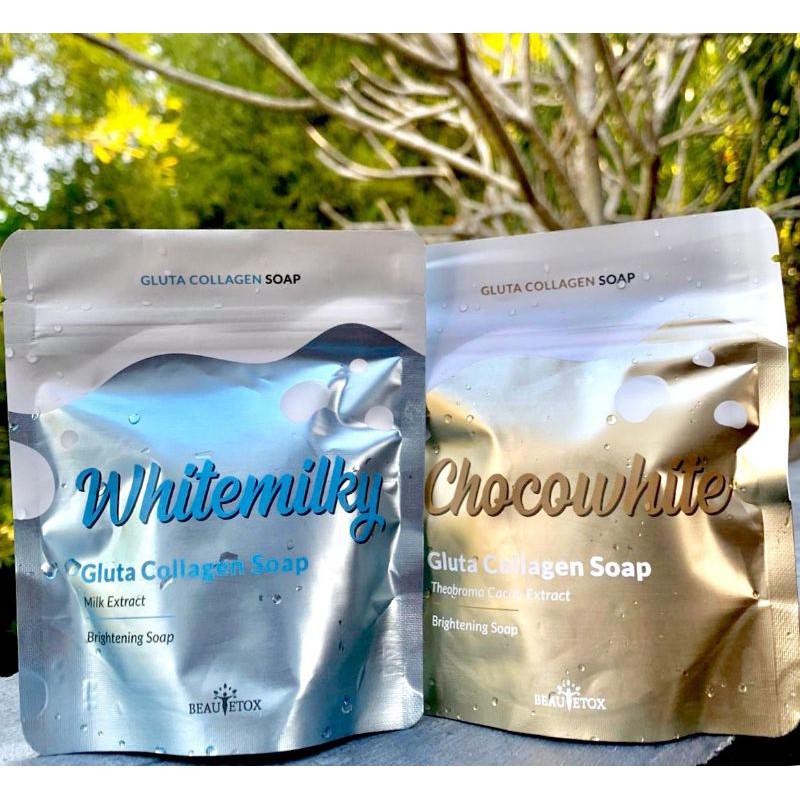 GLUTA COLLAGEN SOAP
Whitemilky
Gluta Collagen Soap
Milk Extract
Brightening Soap
BEAUTETOX
GLUTA COLLAGEN SOAP
Chocowhite
Gluta Collagen Soap
Theobroma Cacao Extract
Brightening Soap
BEAUTETOX